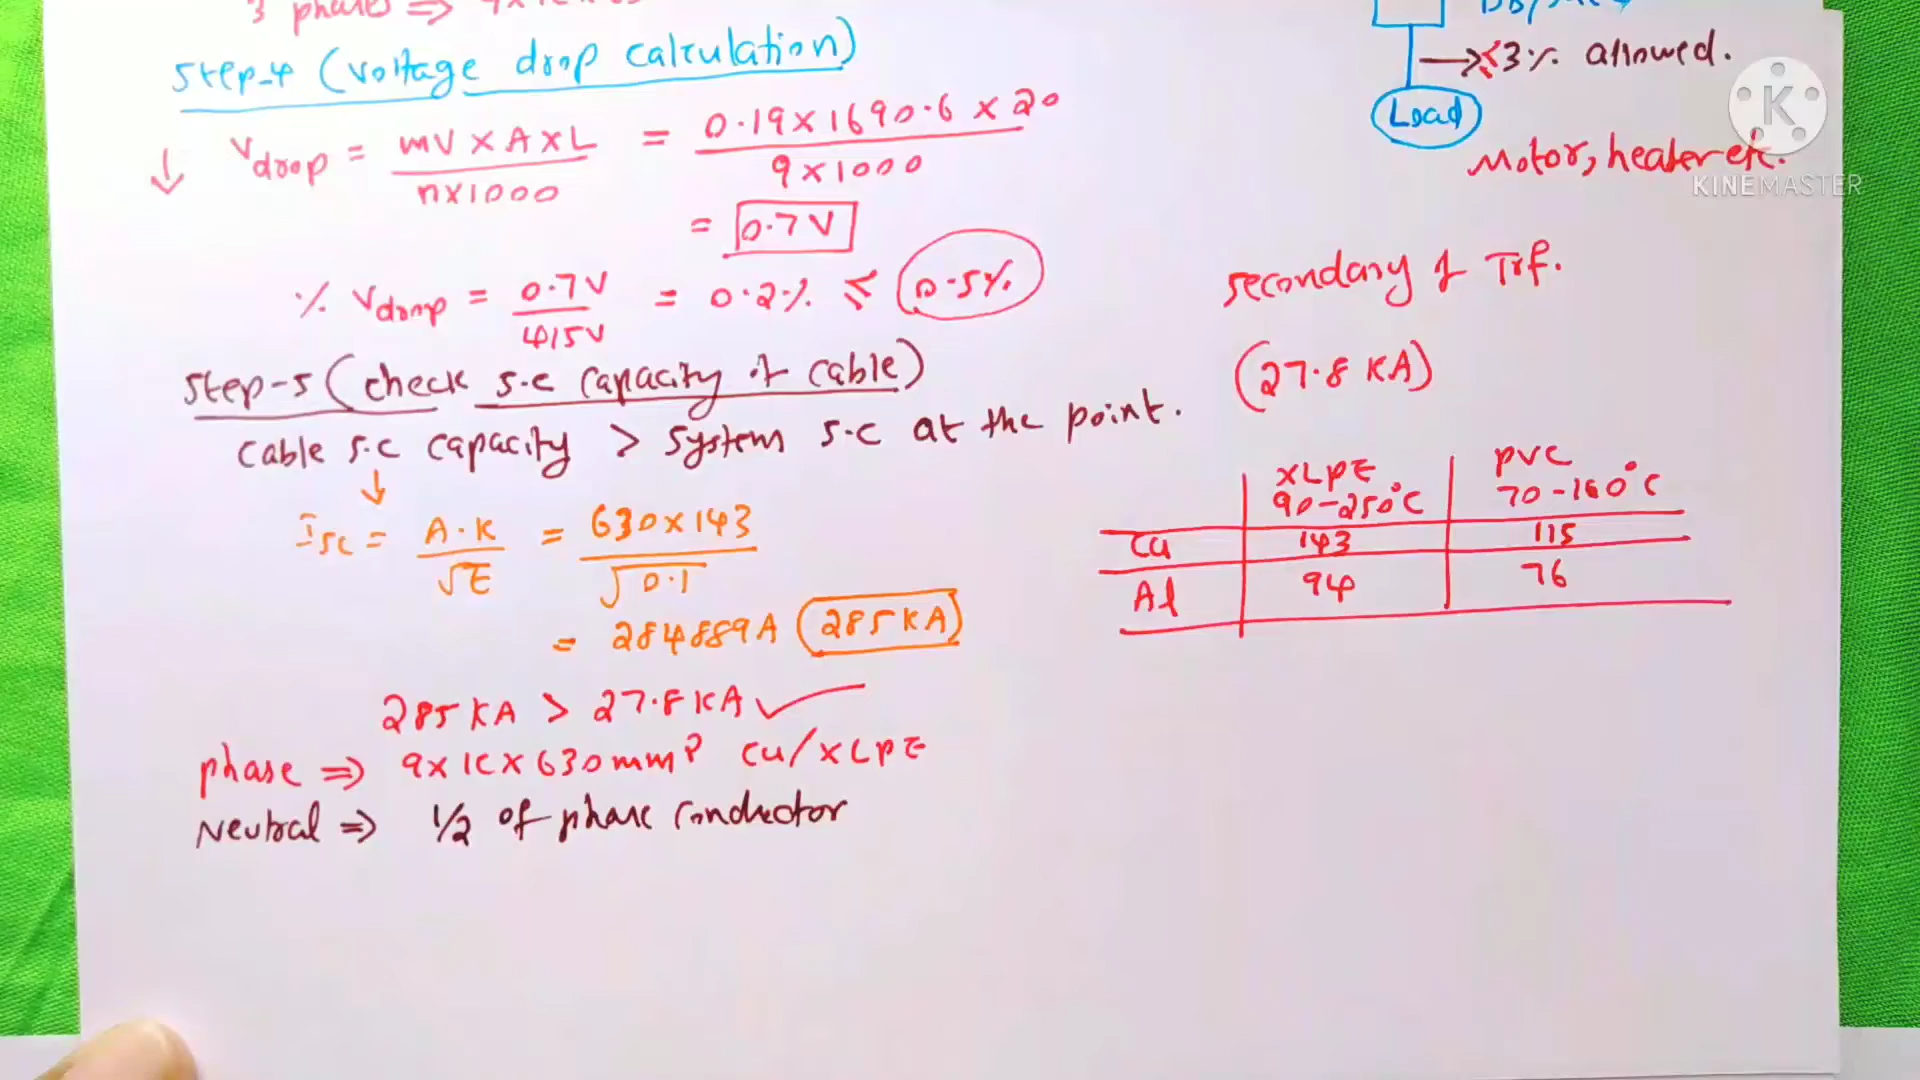 3 phases ⇒
Step-4 (voltage drop calculation)
Vdrop = mV x A x L / n x 1000 = 0.19 x 1690.6 x 20 / 9 x 1000
= 0.7 V
% Vdrop = 0.7V / 415V = 0.2% ≤ 0.5%
Step-5 (check s.c capacity of cable)
cable s.c capacity > system s.c at the point.
Isc = A.K / √t = 630 x 143 / √0.1
= 284889A (285KA)
285 KA > 27.8 KA ✓
phase ⇒ 9 x 1C x 630mm² cu/XLPE
Neutral ⇒ 1/2 of phase conductor
≤3% allowed.
Load
Motor, heater etc.
KINEMASTER
secondary of Trf.
(27.8 KA)
XLPE PVC
90-250°C 70-160°C
Cu 143 115
Al 94 76